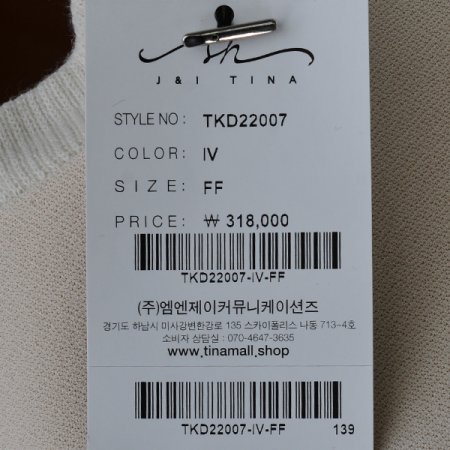 J & I TINA
STYLE NO : TKD22007
COLOR: IV
SIZE: FF
PRICE: ₩ 318,000
TKD22007-IV-FF
(주)엠엔제이커뮤니케이션즈
경기도 하남시 미사강변한강로 135 스카이폴리스 나동 713-4호
소비자 상담실 : 070-4647-3635
www.tinamall.shop
TKD22007-IV-FF 139